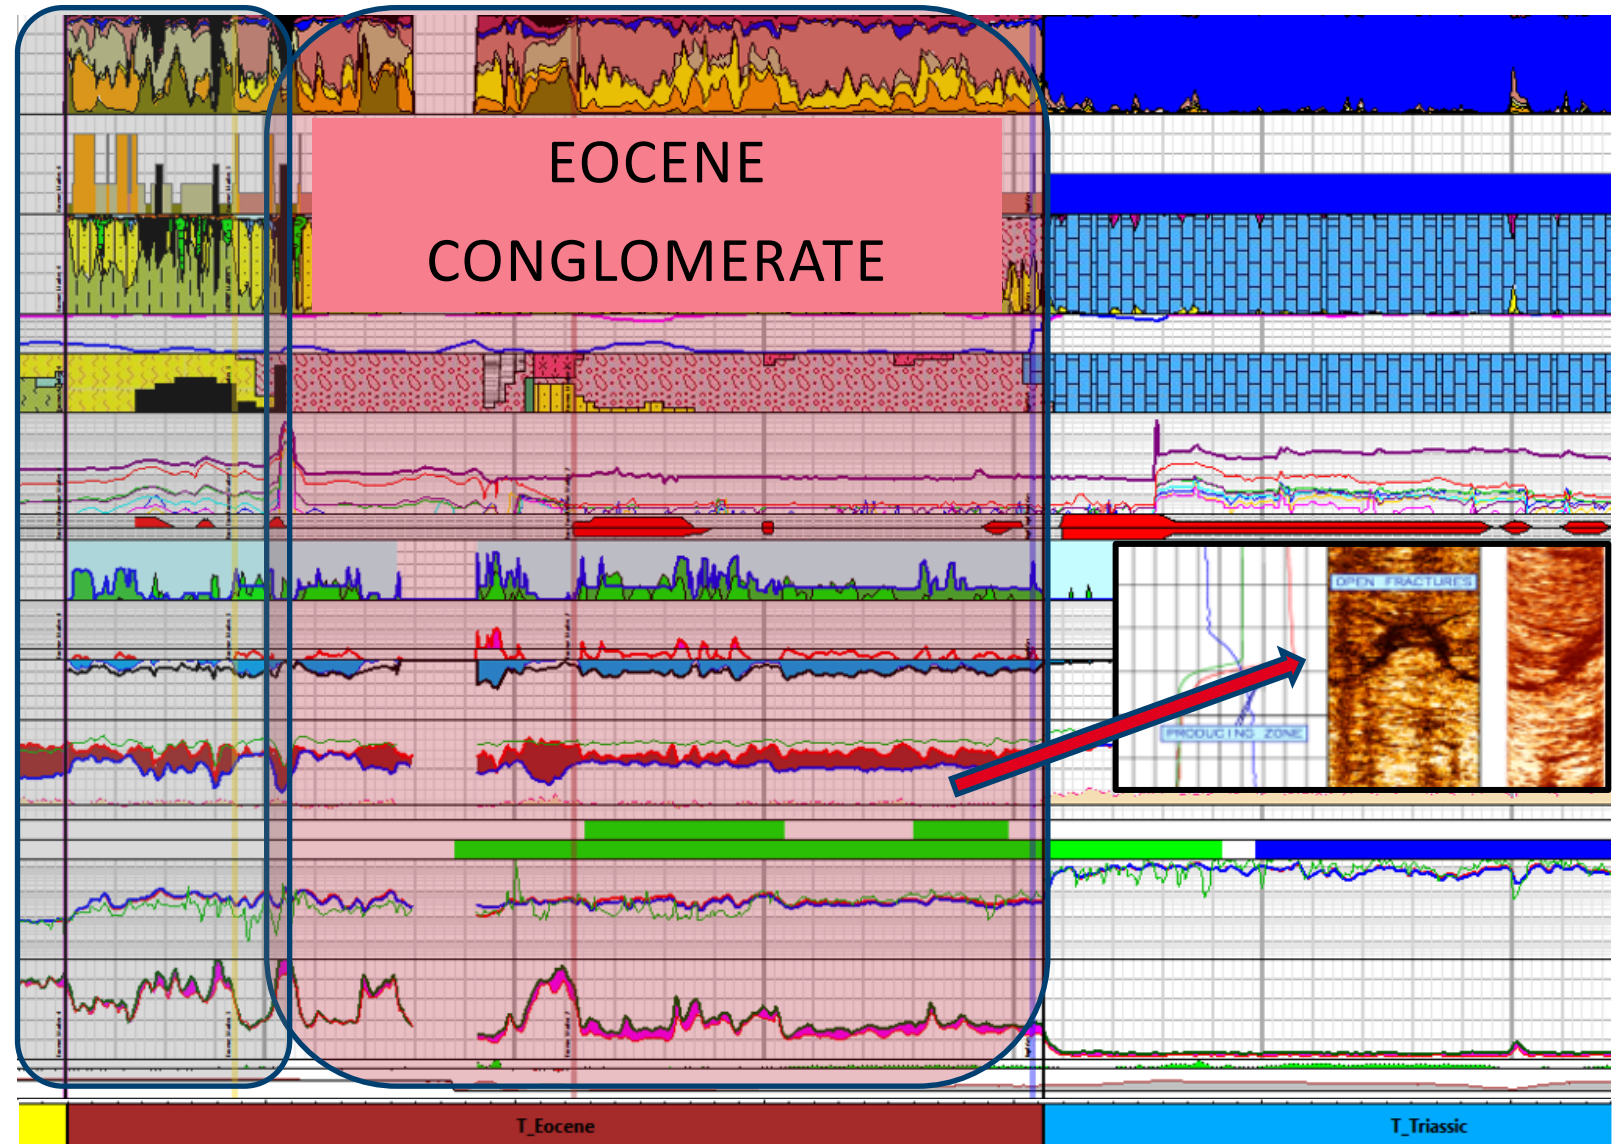 EOCENE
CONGLOMERATE
OPEN FRACTURES
PRODUCING ZONE
T_Eocene
T_Triassic